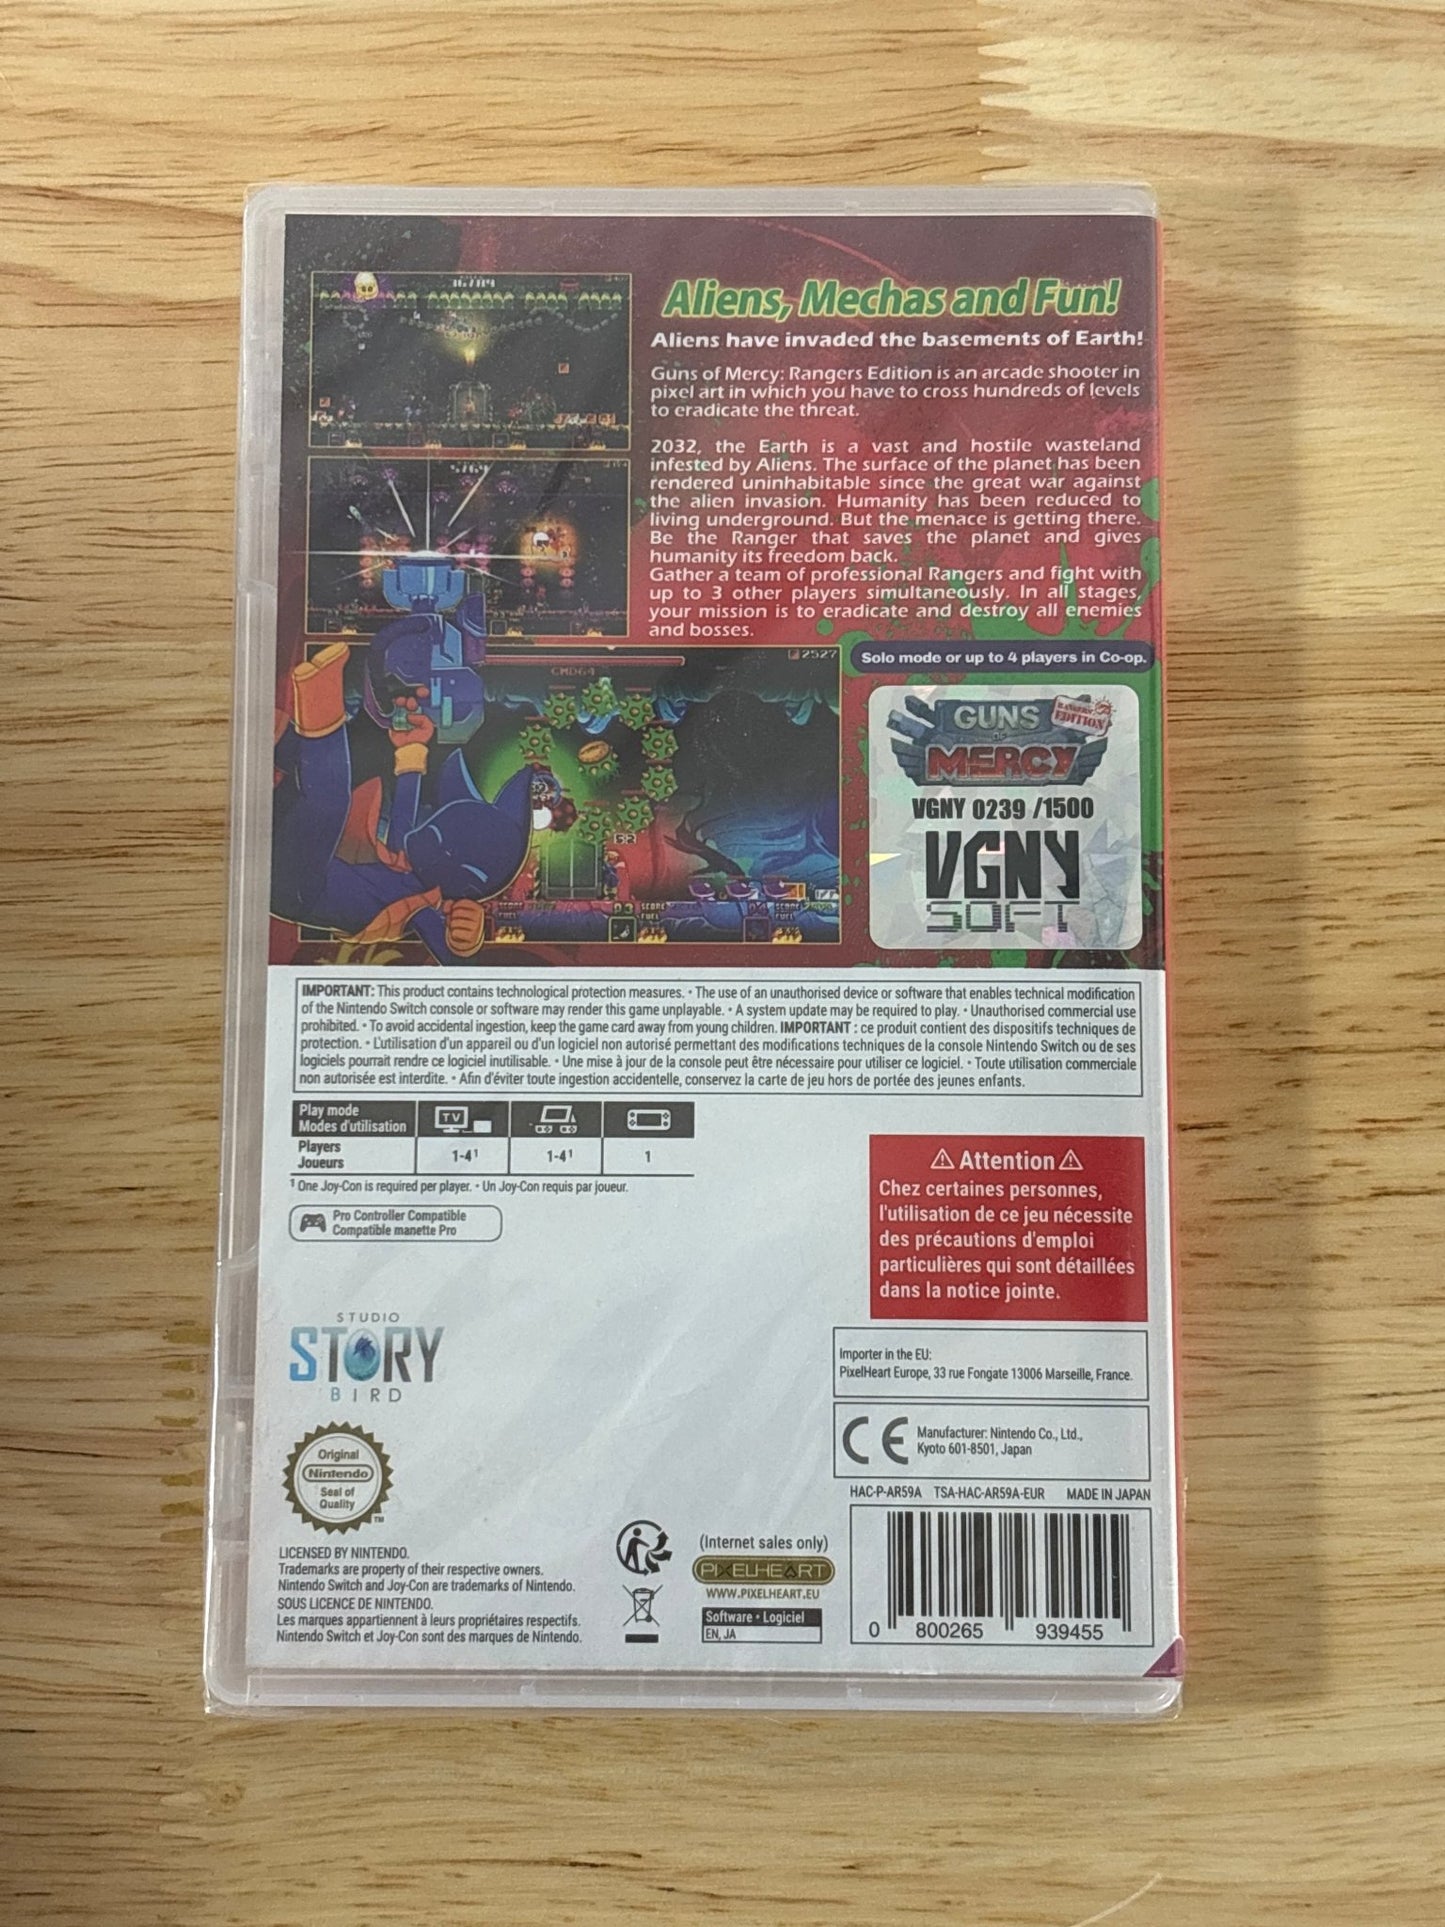 Aliens, Mechas and Fun!
Aliens have invaded the basements of Earth!
Guns of Mercy: Rangers Edition is an arcade shooter in
pixel art in which you have to cross hundreds of levels
to eradicate the threat.
2032, the Earth is a vast and hostile wasteland
infested by Aliens. The surface of the planet has been
rendered uninhabitable since the great war against
the alien invasion. Humanity has been reduced to
living underground. But the menace is getting there.
Be the Ranger that saves the planet and gives
humanity its freedom back.
Gather a team of professional Rangers and fight with
up to 3 other players simultaneously. In all stages,
your mission is to eradicate and destroy all enemies
and bosses.
Solo mode or up to 4 players in Co-op.
CMD64
2527
52
P3
GUNS
OF
MERCY
RANGERS
EDITION
VGNY 0239 /1500
VGNY
SOFT
IMPORTANT: This product contains technological protection measures. • The use of an unauthorised device or software that enables technical modification
of the Nintendo Switch console or software may render this game unplayable. • A system update may be required to play. • Unauthorised commercial use
prohibited. • To avoid accidental ingestion, keep the game card away from young children. IMPORTANT : ce produit contient des dispositifs techniques de
protection. • L'utilisation d'un appareil ou d'un logiciel non autorisé permettant des modifications techniques de la console Nintendo Switch ou de ses
logiciels pourrait rendre ce logiciel inutilisable. • Une mise à jour de la console peut être nécessaire pour utiliser ce logiciel. • Toute utilisation commerciale
non autorisée est interdite. • Afin d'éviter toute ingestion accidentelle, conservez la carte de jeu hors de portée des jeunes enfants.
Play mode
Modes d'utilisation
TV
Players
Joueurs
1-4¹ 1-4¹ 1
¹ One Joy-Con is required per player. • Un Joy-Con requis par joueur.
Pro Controller Compatible
Compatible manette Pro
Attention
Chez certaines personnes,
l'utilisation de ce jeu nécessite
des précautions d'emploi
particulières qui sont détaillées
dans la notice jointe.
STUDIO
STORY
BIRD
Importer in the EU:
PixelHeart Europe, 33 rue Fongate 13006 Marseille, France.
CE
Manufacturer: Nintendo Co., Ltd.,
Kyoto 601-8501, Japan
HAC-P-AR59A TSA-HAC-AR59A-EUR MADE IN JAPAN
Original
Nintendo
Seal of
Quality
TM
LICENSED BY NINTENDO.
Trademarks are property of their respective owners.
Nintendo Switch and Joy-Con are trademarks of Nintendo.
SOUS LICENCE DE NINTENDO.
Les marques appartiennent à leurs propriétaires respectifs.
Nintendo Switch et Joy-Con sont des marques de Nintendo.
(Internet sales only)
PIXELHEART
WWW.PIXELHEART.EU
Software • Logiciel
EN, JA
0 800265 939455